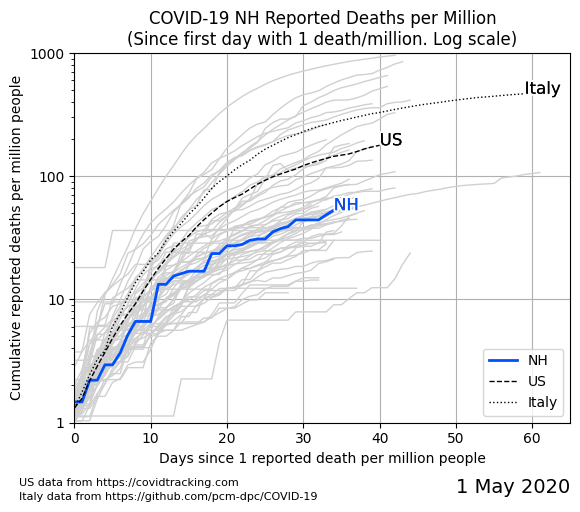 COVID-19 NH Reported Deaths per Million
(Since first day with 1 death/million. Log scale)
Cumulative reported deaths per million people
1000
100
10
1
Italy
US
NH
NH
US
Italy
0 10 20 30 40 50 60
Days since 1 reported death per million people
US data from https://covidtracking.com
Italy data from https://github.com/pcm-dpc/COVID-19
1 May 2020